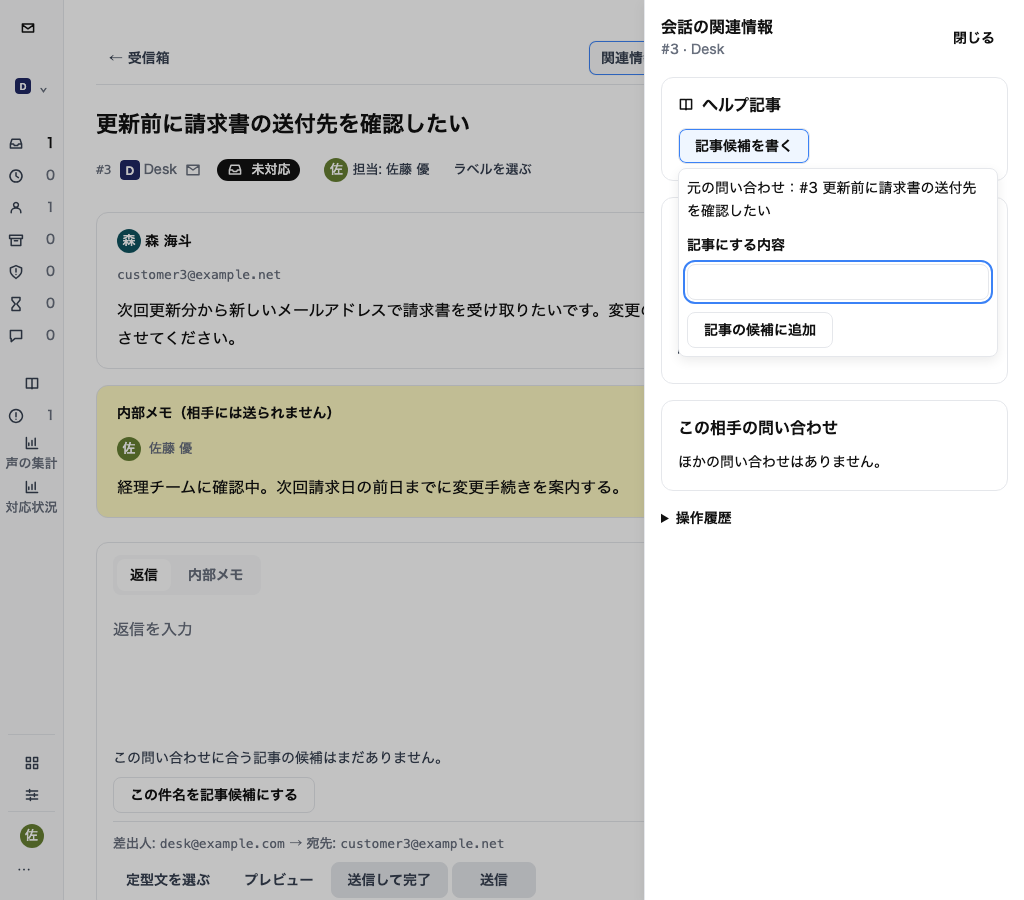 D
1
0
1
0
0
0
0
1
声の集計
対応状況
佐
…
← 受信箱
関連情
更新前に請求書の送付先を確認したい
#3 D Desk 未対応 佐 担当: 佐藤 優 ラベルを選ぶ
森 森 海斗
customer3@example.net
次回更新分から新しいメールアドレスで請求書を受け取りたいです。変更の
させてください。
内部メモ（相手には送られません）
佐 佐藤 優
経理チームに確認中。次回請求日の前日までに変更手続きを案内する。
返信 内部メモ
返信を入力
この問い合わせに合う記事の候補はまだありません。
この件名を記事候補にする
差出人: desk@example.com → 宛先: customer3@example.net
定型文を選ぶ プレビュー 送信して完了 送信
会話の関連情報
#3 · Desk
閉じる
ヘルプ記事
記事候補を書く
元の問い合わせ：#3 更新前に請求書の送付先
を確認したい
記事にする内容
記事の候補に追加
この相手の問い合わせ
ほかの問い合わせはありません。
▶ 操作履歴